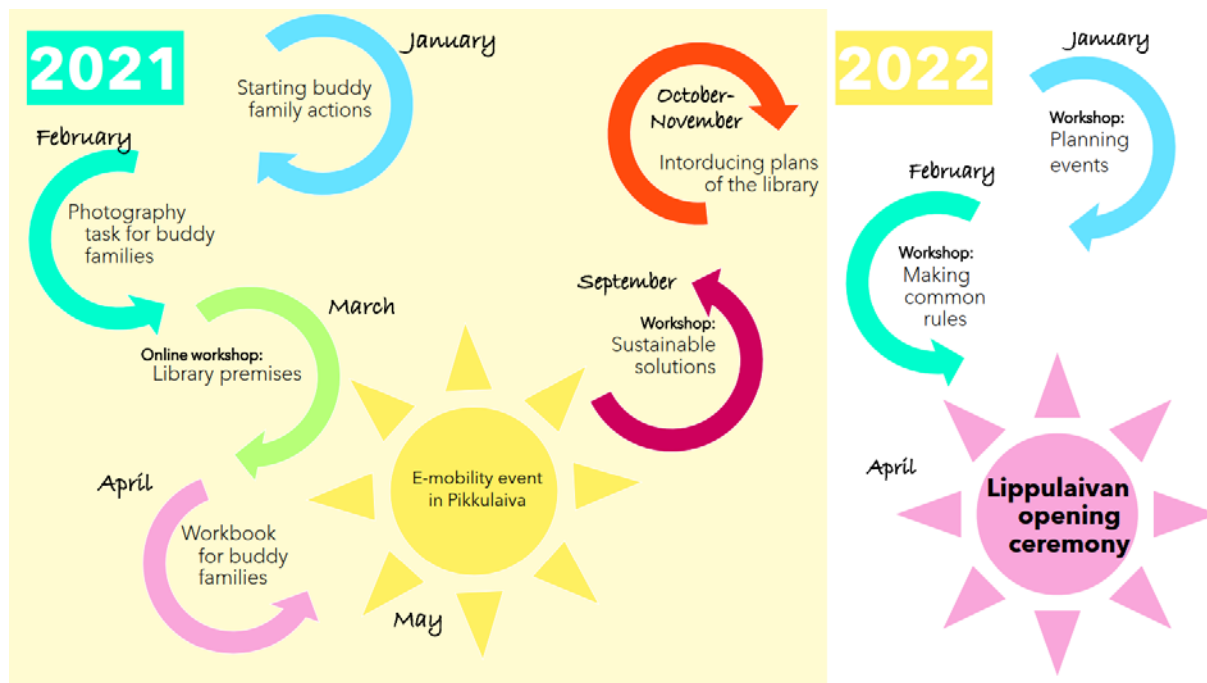 2021
January
Starting buddy
family actions
February
Photography
task for buddy
families
March
Online workshop:
Library premises
April
Workbook
for buddy
families
May
E-mobility event
in Pikkulaiva
September
Workshop:
Sustainable
solutions
October-
November
Intorducing plans
of the library
2022
January
Workshop:
Planning
events
February
Workshop:
Making
common
rules
April
Lippulaivan
opening
ceremony